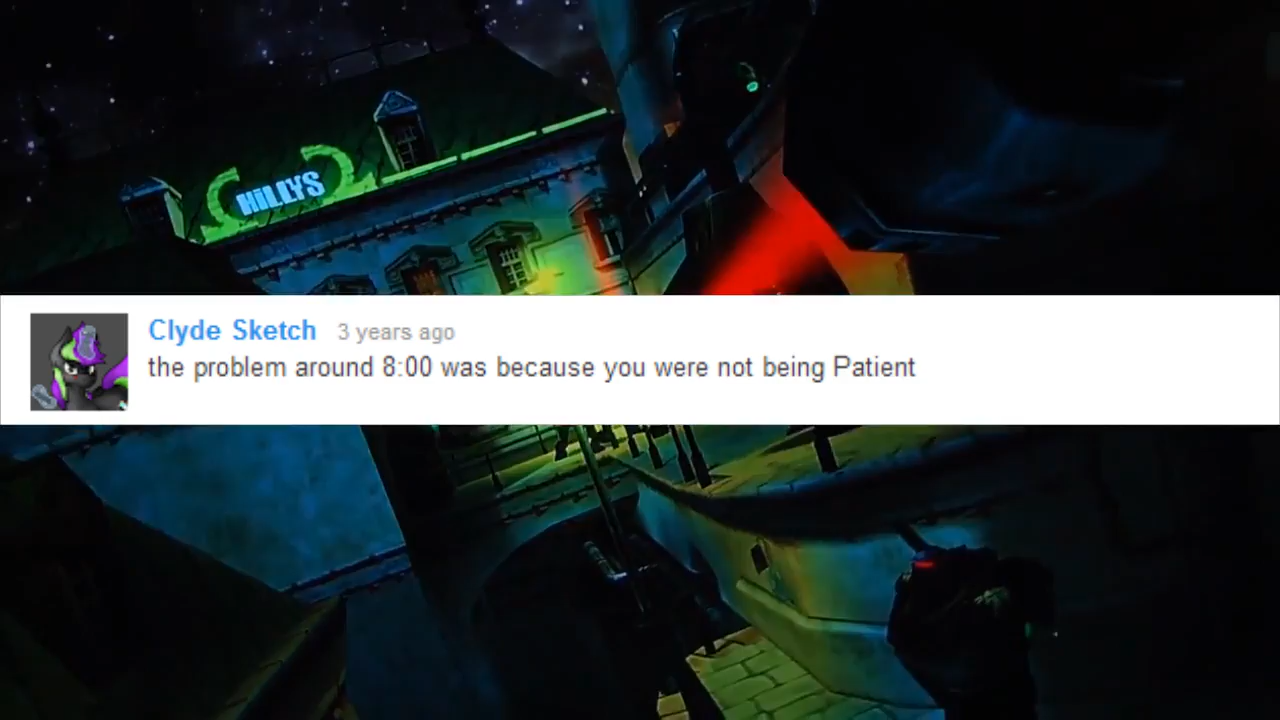 HiLLYS
Clyde Sketch 3 years ago
the problem around 8:00 was because you were not being Patient